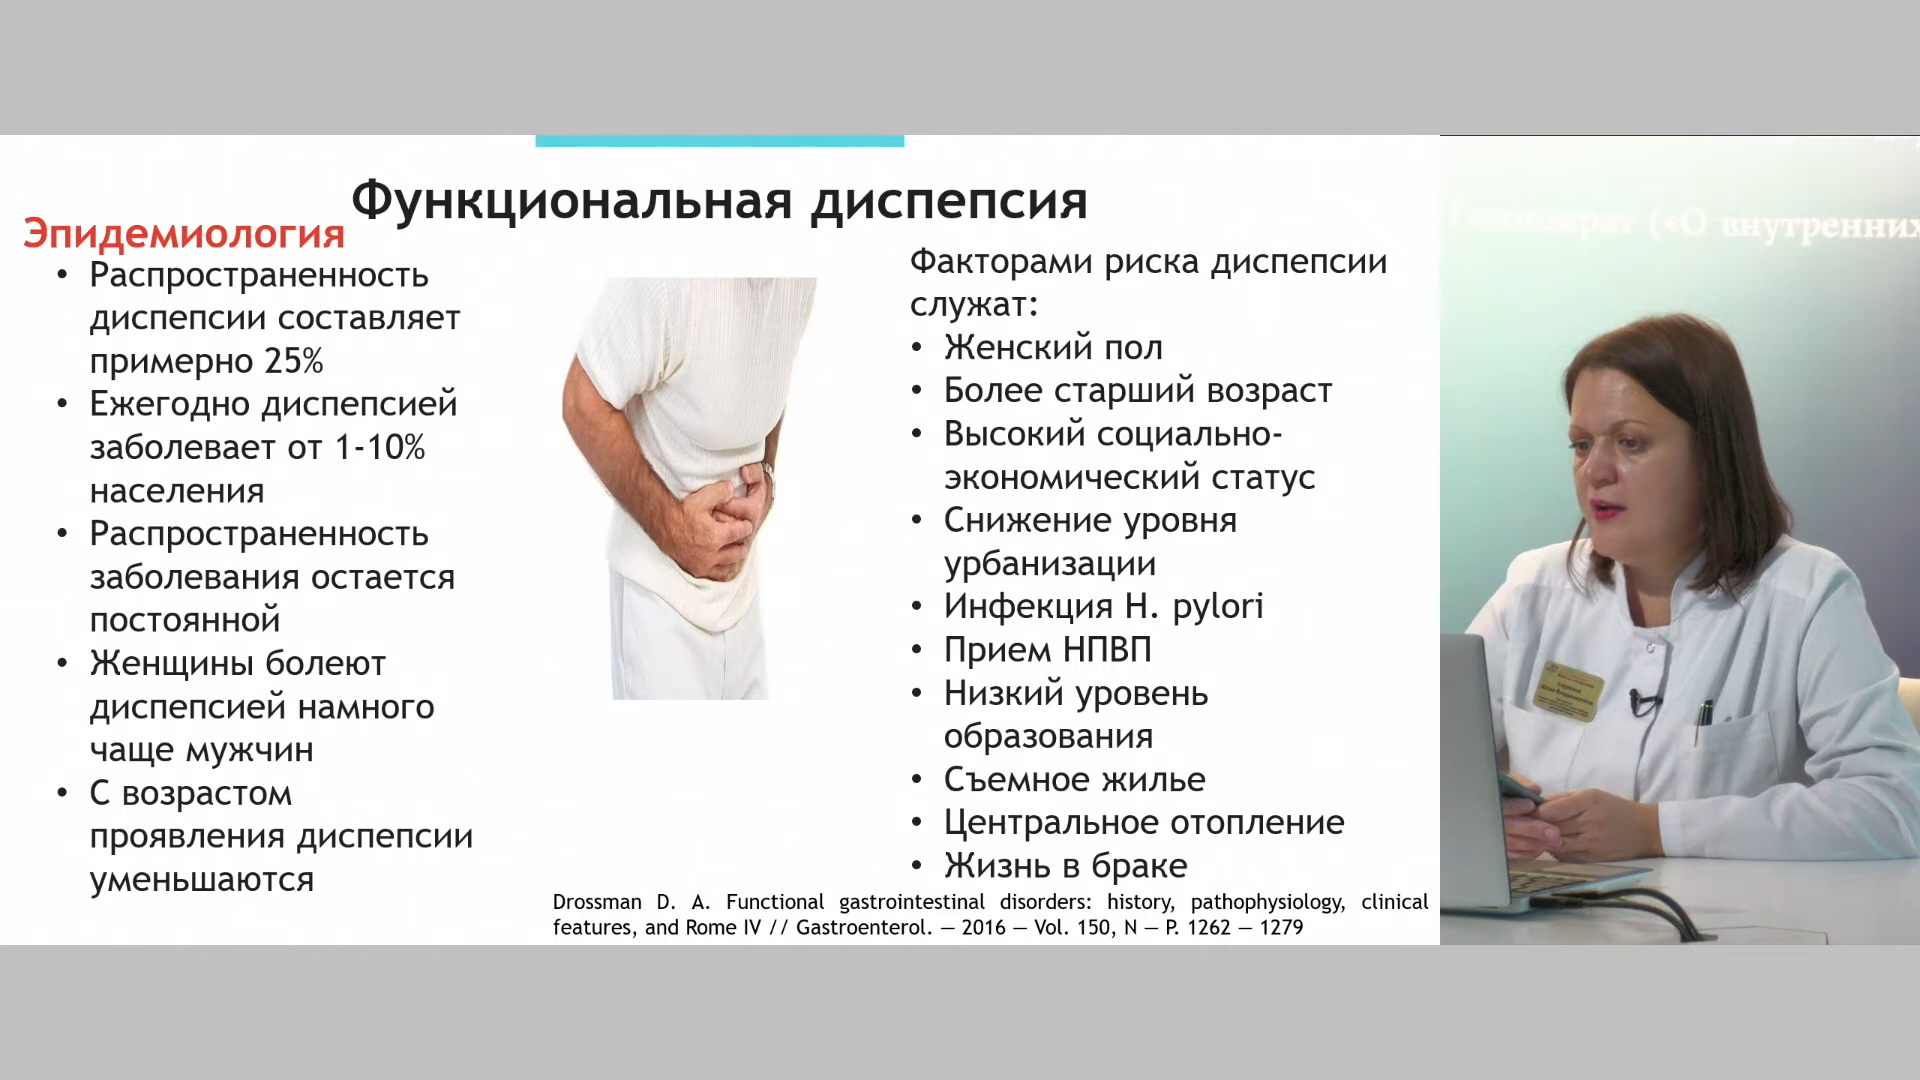 Функциональная диспепсия
Эпидемиология
• Распространенность
диспепсии составляет
примерно 25%
• Ежегодно диспепсией
заболевает от 1-10%
населения
• Распространенность
заболевания остается
постоянной
• Женщины болеют
диспепсией намного
чаще мужчин
• С возрастом
проявления диспепсии
уменьшаются
Факторами риска диспепсии
служат:
• Женский пол
• Более старший возраст
• Высокий социально-
экономический статус
• Снижение уровня
урбанизации
• Инфекция H. pylori
• Прием НПВП
• Низкий уровень
образования
• Съемное жилье
• Центральное отопление
• Жизнь в браке
Drossman D. A. Functional gastrointestinal disorders: history, pathophysiology, clinical
features, and Rome IV // Gastroenterol. — 2016 — Vol. 150, N — P. 1262 — 1279
(«О внутренних